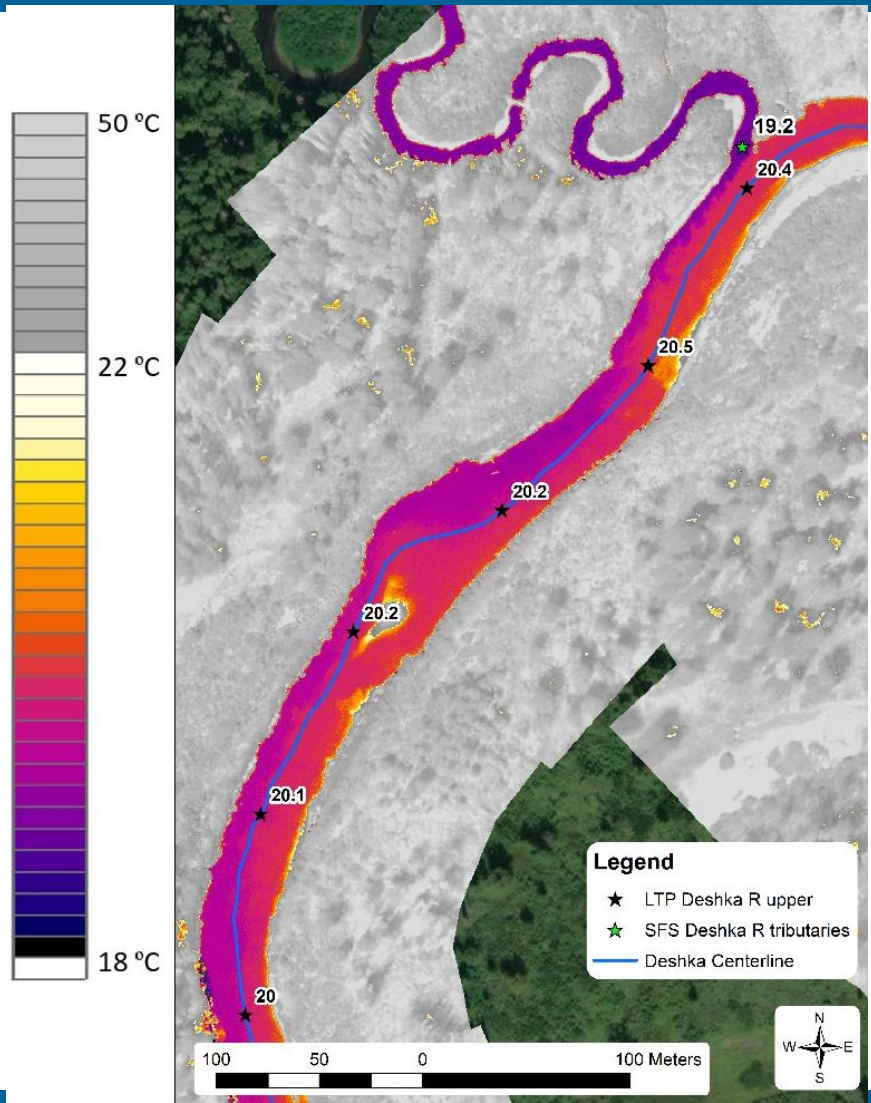 50 °C
22 °C
18 °C
19.2
20.4
20.5
20.2
20.2
20.1
20
Legend
LTP Deshka R upper
SFS Deshka R tributaries
Deshka Centerline
100 50 0 100 Meters
N
W E
S